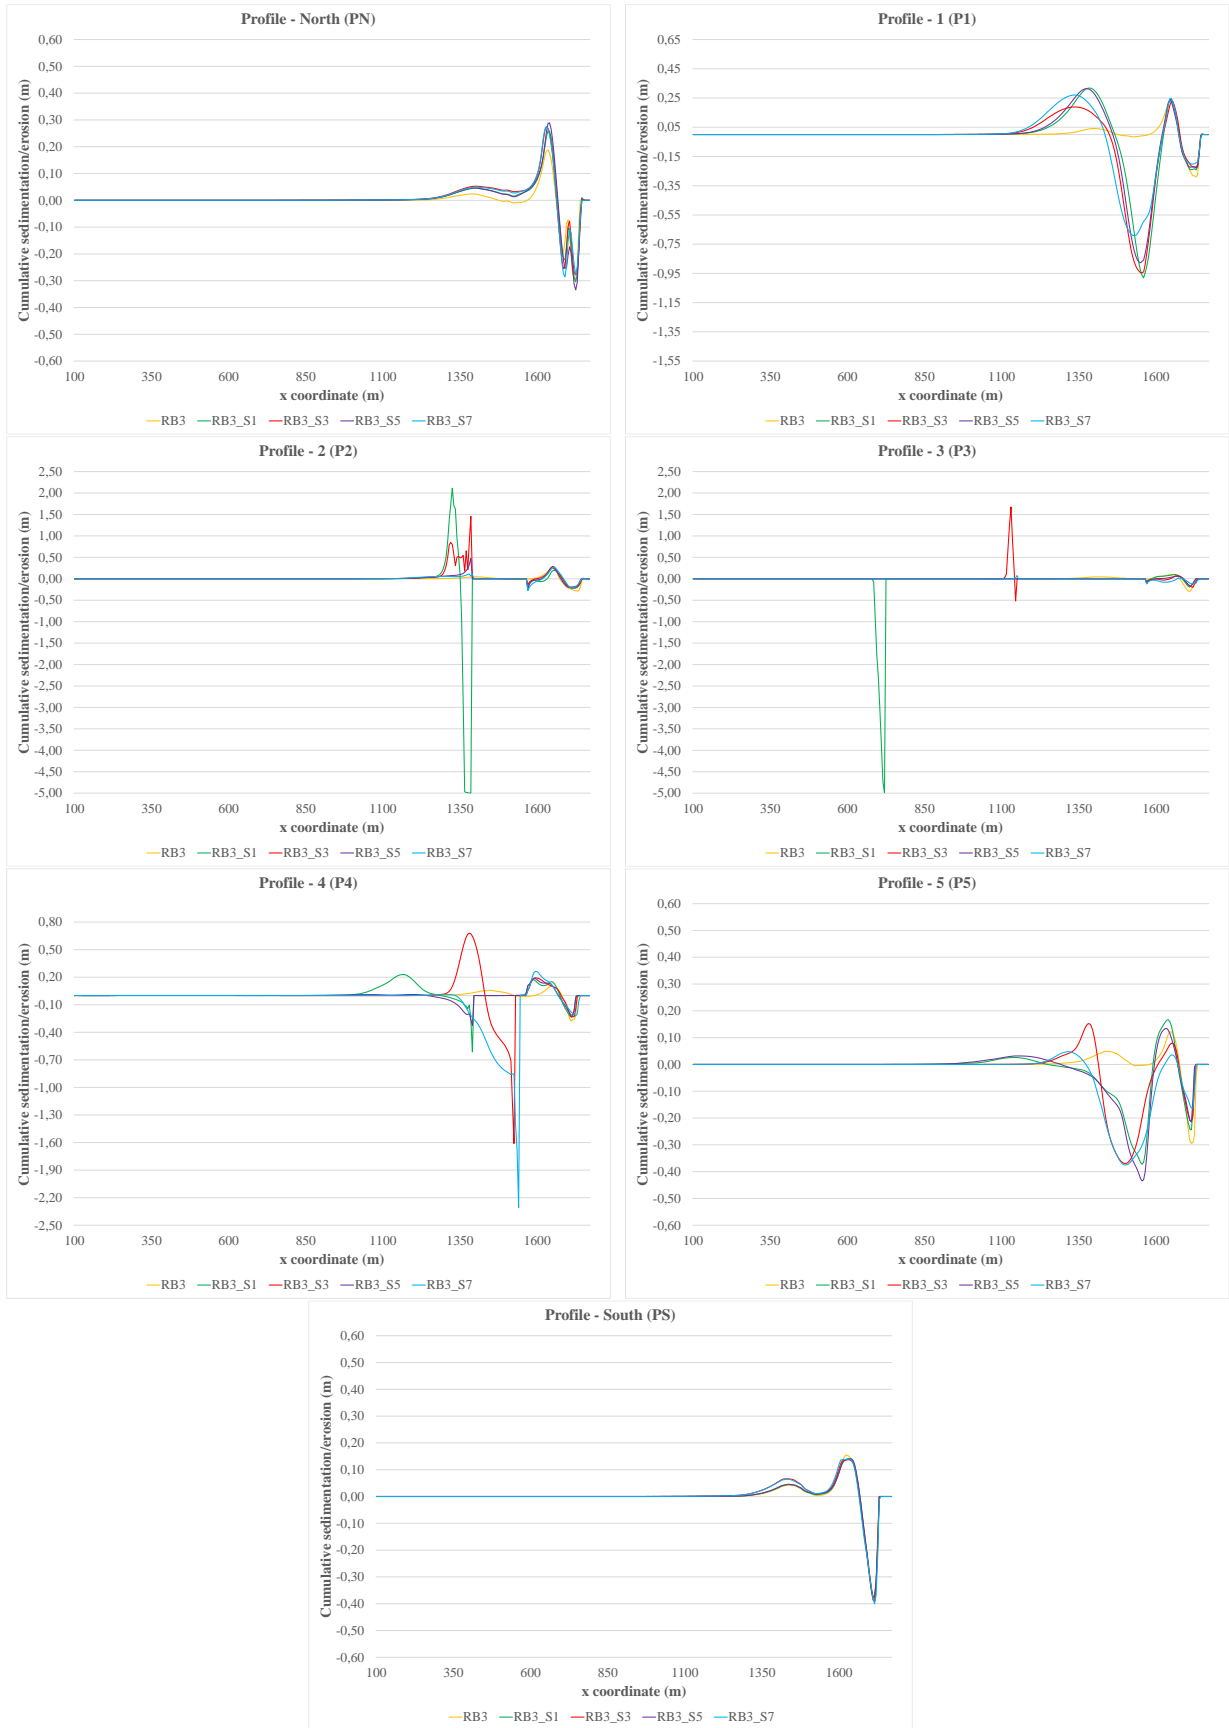 Profile - North (PN)
Cumulative sedimentation/erosion (m)
0,60
0,50
0,40
0,30
0,20
0,10
0,00
-0,10
-0,20
-0,30
-0,40
-0,50
-0,60
100 350 600 850 1100 1350 1600
x coordinate (m)
RB3 RB3_S1 RB3_S3 RB3_S5 RB3_S7
Profile - 1 (P1)
Cumulative sedimentation/erosion (m)
0,65
0,45
0,25
0,05
-0,15
-0,35
-0,55
-0,75
-0,95
-1,15
-1,35
-1,55
100 350 600 850 1100 1350 1600
x coordinate (m)
RB3 RB3_S1 RB3_S3 RB3_S5 RB3_S7
Profile - 2 (P2)
Cumulative sedimentation/erosion (m)
2,50
2,00
1,50
1,00
0,50
0,00
-0,50
-1,00
-1,50
-2,00
-2,50
-3,00
-3,50
-4,00
-4,50
-5,00
100 350 600 850 1100 1350 1600
x coordinate (m)
RB3 RB3_S1 RB3_S3 RB3_S5 RB3_S7
Profile - 3 (P3)
Cumulative sedimentation/erosion (m)
2,50
2,00
1,50
1,00
0,50
0,00
-0,50
-1,00
-1,50
-2,00
-2,50
-3,00
-3,50
-4,00
-4,50
-5,00
100 350 600 850 1100 1350 1600
x coordinate (m)
RB3 RB3_S1 RB3_S3 RB3_S5 RB3_S7
Profile - 4 (P4)
Cumulative sedimentation/erosion (m)
0,80
0,50
0,20
-0,10
-0,40
-0,70
-1,00
-1,30
-1,60
-1,90
-2,20
-2,50
100 350 600 850 1100 1350 1600
x coordinate (m)
RB3 RB3_S1 RB3_S3 RB3_S5 RB3_S7
Profile - 5 (P5)
Cumulative sedimentation/erosion (m)
0,60
0,50
0,40
0,30
0,20
0,10
0,00
-0,10
-0,20
-0,30
-0,40
-0,50
-0,60
100 350 600 850 1100 1350 1600
x coordinate (m)
RB3 RB3_S1 RB3_S3 RB3_S5 RB3_S7
Profile - South (PS)
Cumulative sedimentation/erosion (m)
0,60
0,50
0,40
0,30
0,20
0,10
0,00
-0,10
-0,20
-0,30
-0,40
-0,50
-0,60
100 350 600 850 1100 1350 1600
x coordinate (m)
RB3 RB3_S1 RB3_S3 RB3_S5 RB3_S7